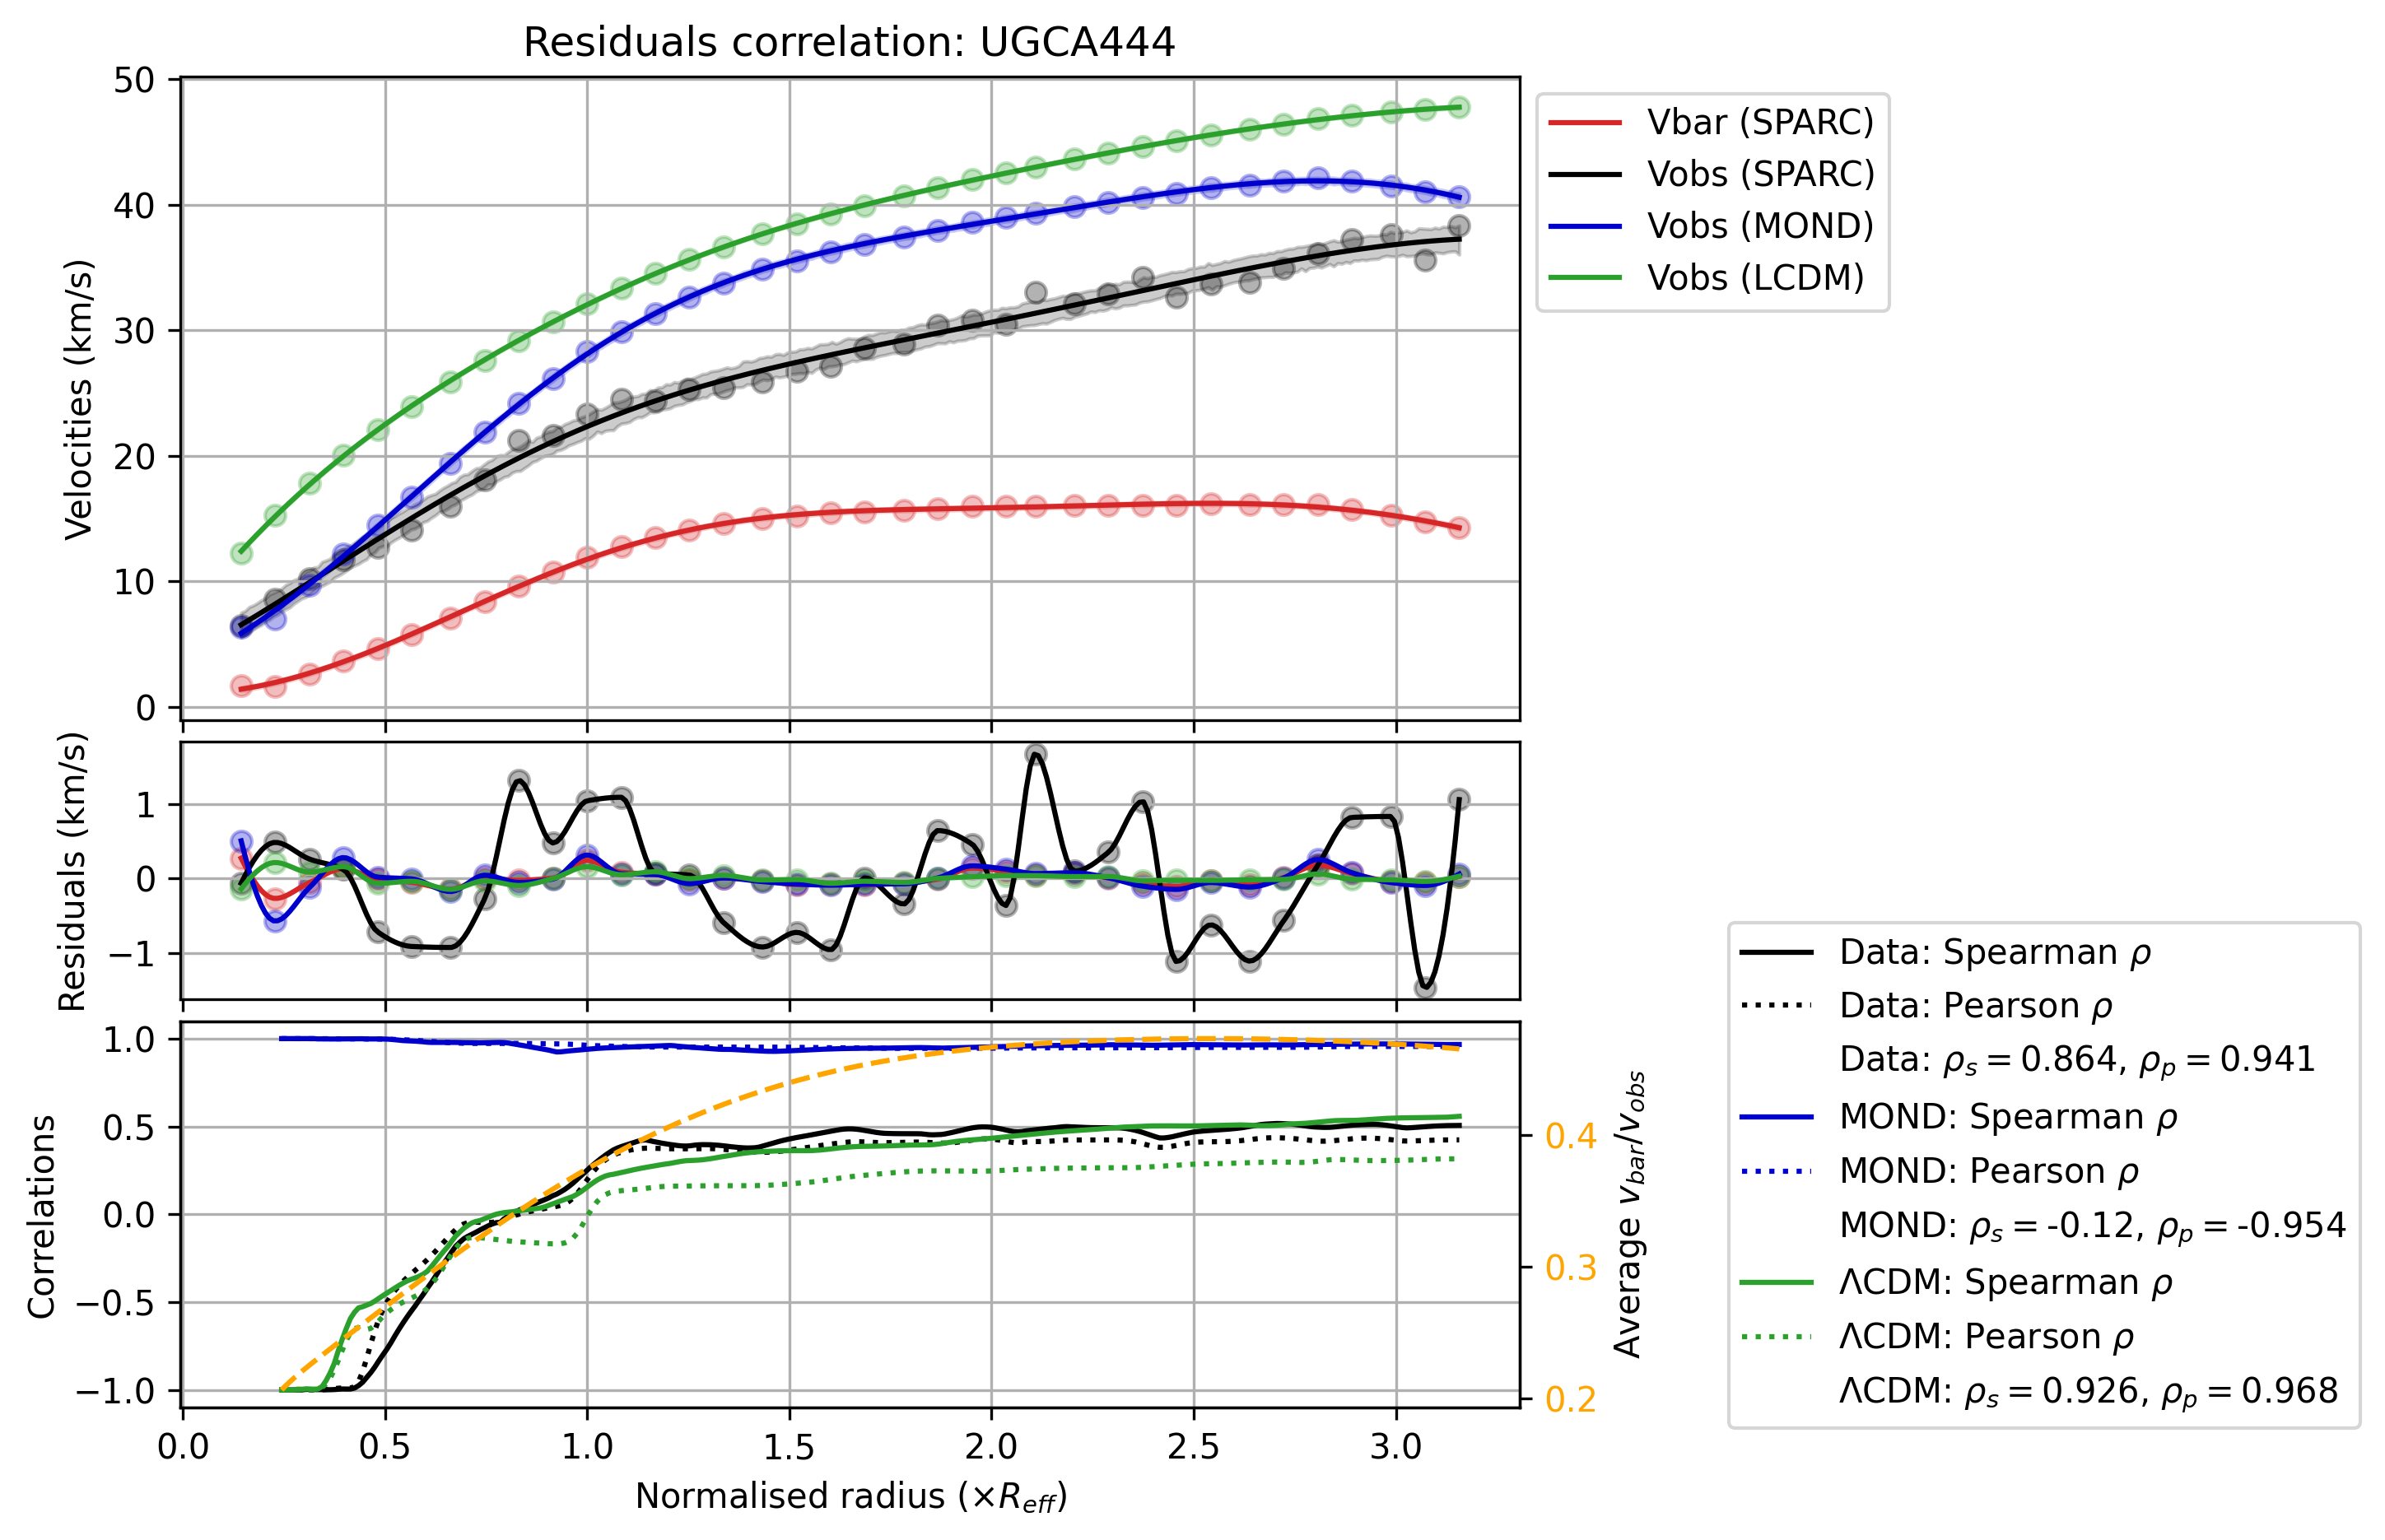 Residuals correlation: UGCA444
50
40
30
20
10
0
Velocities (km/s)
Vbar (SPARC)
Vobs (SPARC)
Vobs (MOND)
Vobs (LCDM)
1
0
−1
Residuals (km/s)
1.0
0.5
0.0
−0.5
−1.0
Correlations
0.4
0.3
0.2
Average v_bar/v_obs
0.0 0.5 1.0 1.5 2.0 2.5 3.0
Normalised radius (×R_eff)
Data: Spearman ρ
Data: Pearson ρ
Data: ρ_s = 0.864, ρ_p = 0.941
MOND: Spearman ρ
MOND: Pearson ρ
MOND: ρ_s = -0.12, ρ_p = -0.954
ΛCDM: Spearman ρ
ΛCDM: Pearson ρ
ΛCDM: ρ_s = 0.926, ρ_p = 0.968